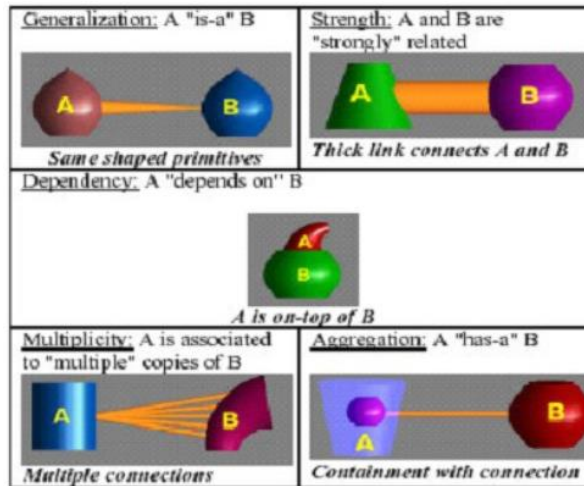 Generalization: A "is-a" B
A
B
Same shaped primitives
Strength: A and B are
"strongly" related
A
B
Thick link connects A and B
Dependency: A "depends on" B
A
B
A is on-top of B
Multiplicity: A is associated
to "multiple" copies of B
A
B
Multiple connections
Aggregation: A "has-a" B
A
B
Containment with connection